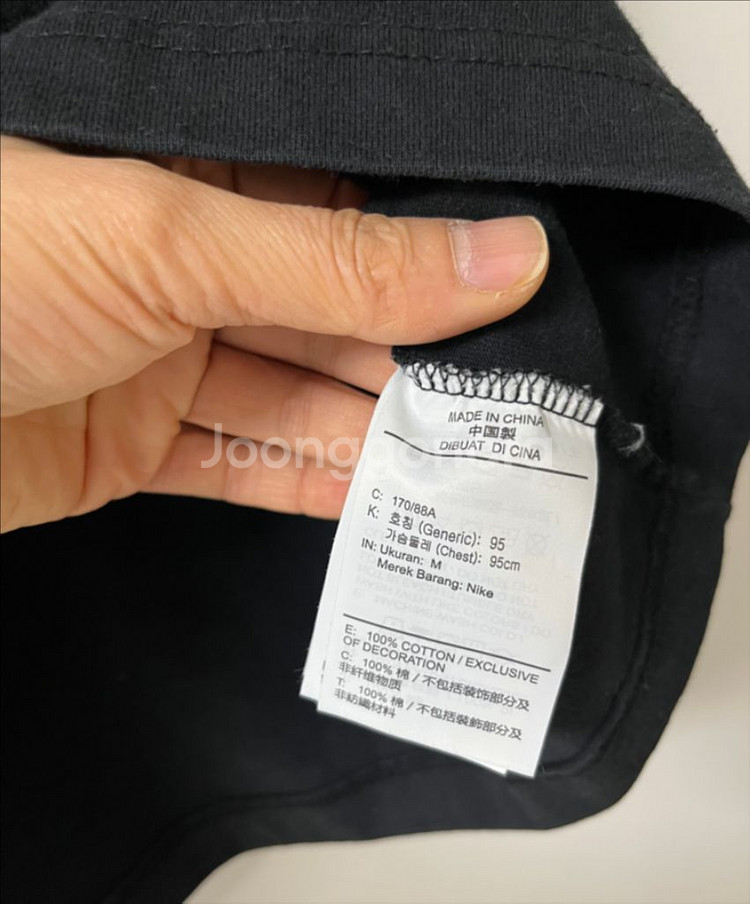 MADE IN CHINA
中国製
DIBUAT DI CINA
C: 170/88A
K: 호칭 (Generic): 95
가슴둘레 (Chest): 95cm
IN: Ukuran: M
Merek Barang: Nike
E: 100% COTTON / EXCLUSIVE
OF DECORATION
C: 100% 棉 / 不包括装饰部分及
非纤维物质
T: 100% 棉 / 不包括裝飾部分及
非紡織材料